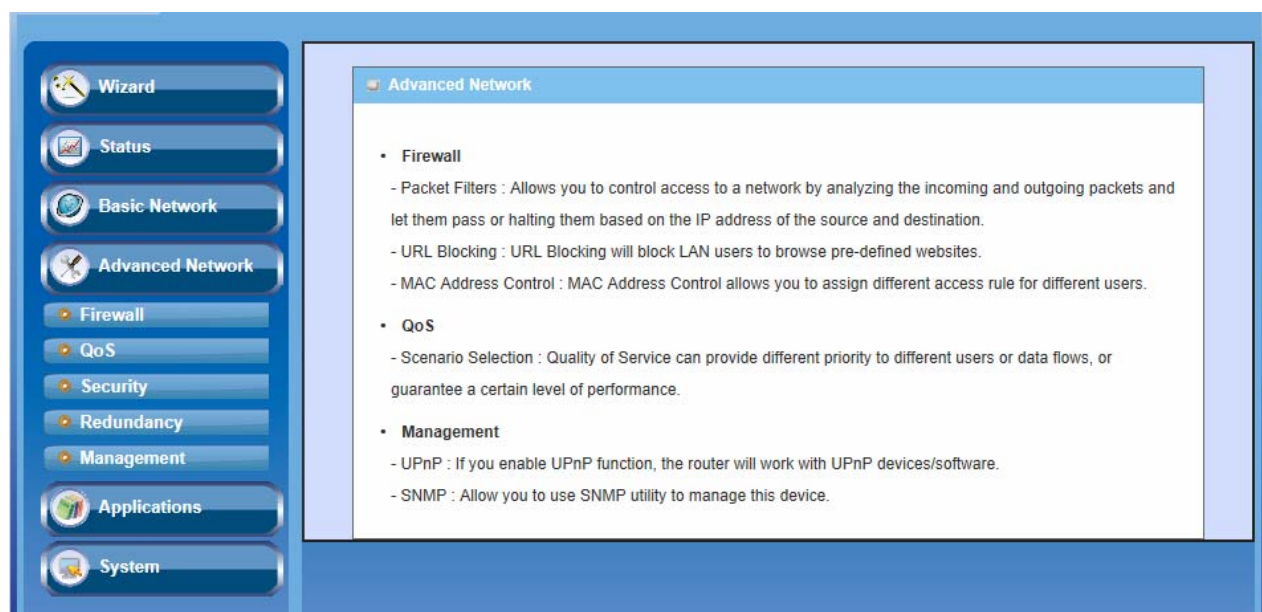 Wizard
Status
Basic Network
Advanced Network
Firewall
QoS
Security
Redundancy
Management
Applications
System
Advanced Network
• Firewall
- Packet Filters : Allows you to control access to a network by analyzing the incoming and outgoing packets and
let them pass or halting them based on the IP address of the source and destination.
- URL Blocking : URL Blocking will block LAN users to browse pre-defined websites.
- MAC Address Control : MAC Address Control allows you to assign different access rule for different users.
• QoS
- Scenario Selection : Quality of Service can provide different priority to different users or data flows, or
guarantee a certain level of performance.
• Management
- UPnP : If you enable UPnP function, the router will work with UPnP devices/software.
- SNMP : Allow you to use SNMP utility to manage this device.